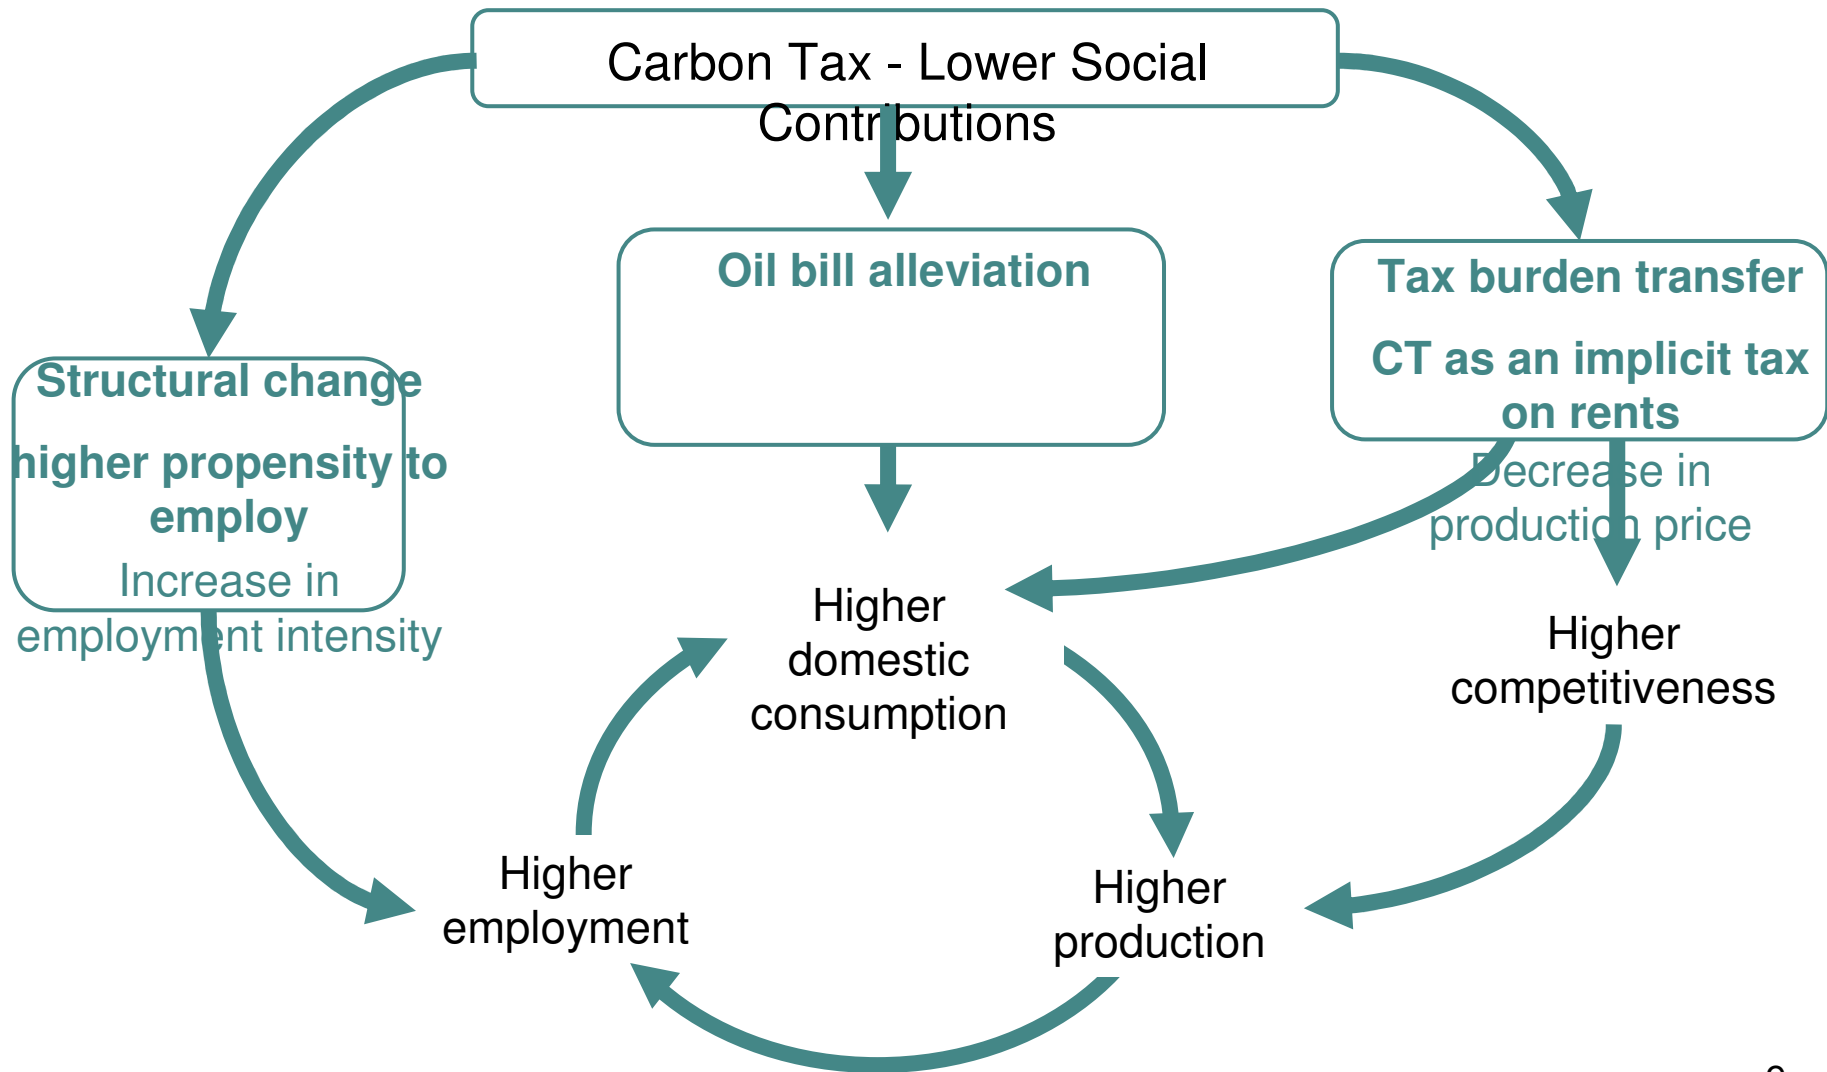 Carbon Tax - Lower Social
Contributions
Oil bill alleviation
Tax burden transfer
CT as an implicit tax
on rents
Decrease in
production price
Structural change
higher propensity to
employ
Increase in
employment intensity
Higher
domestic
consumption
Higher
competitiveness
Higher
employment
Higher
production